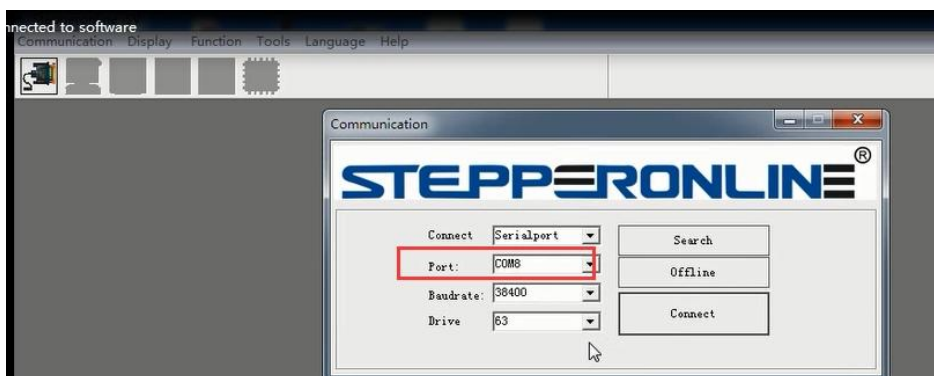 nnected to software
Communication Display Function Tools Language Help
Communication
STEPPERONLINE®
Connect Serialport Search
Port: COM8 Offline
Baudrate: 38400 Connect
Drive 63